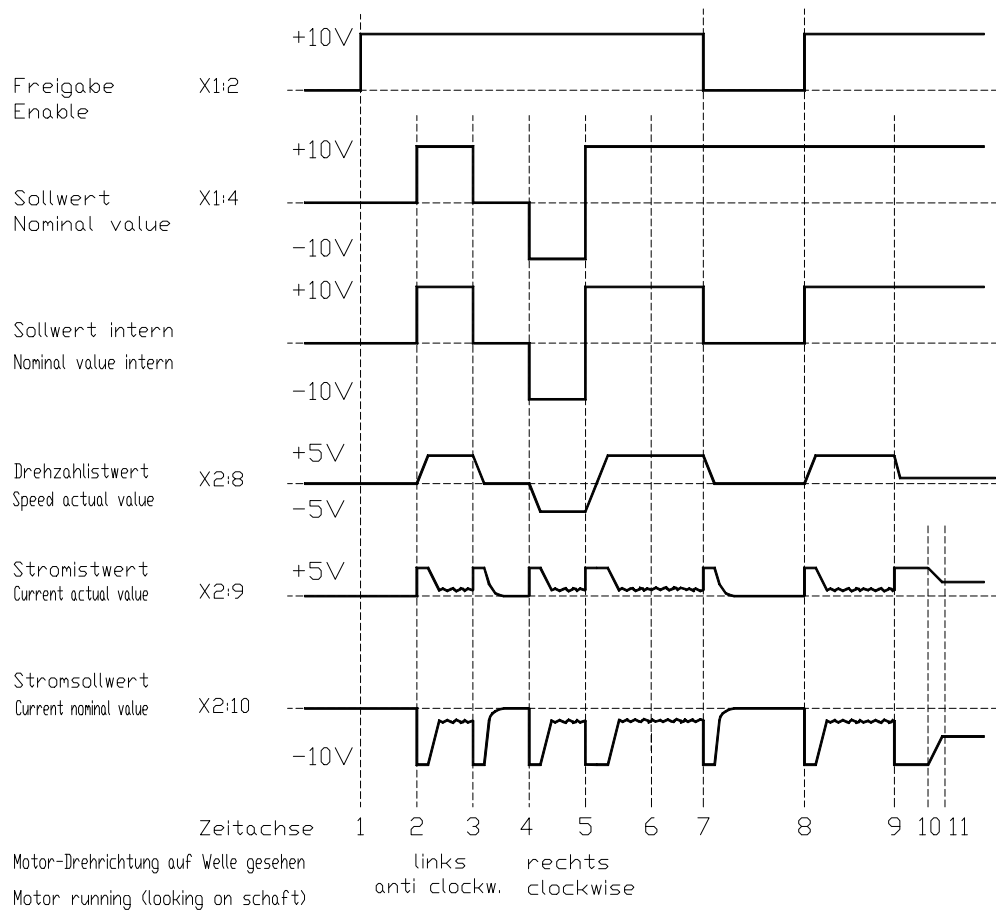 +10V
Freigabe X1:2
Enable
+10V
Sollwert X1:4
Nominal value
-10V
+10V
Sollwert intern
Nominal value intern
-10V
+5V
Drehzahlistwert X2:8
Speed actual value
-5V
Stromistwert +5V
Current actual value X2:9
Stromsollwert
Current nominal value X2:10
-10V
Zeitachse 1 2 3 4 5 6 7 8 9 10 11
Motor-Drehrichtung auf Welle gesehen links rechts
anti clockw. clockwise
Motor running (looking on schaft)